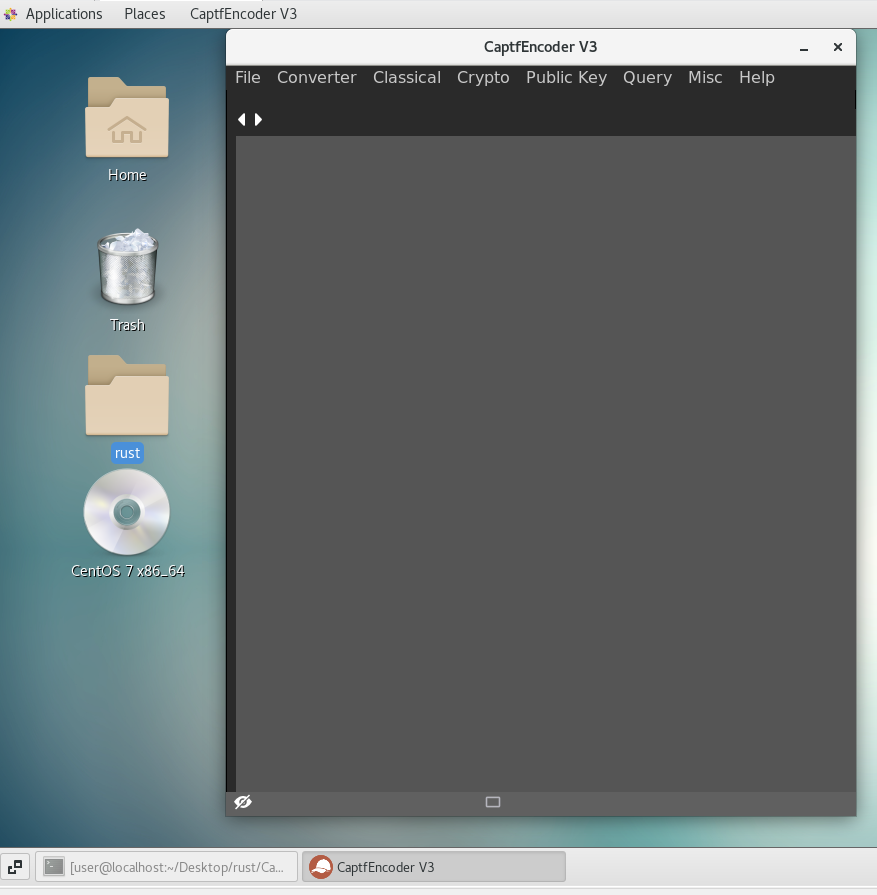 Applications Places CaptfEncoder V3
CaptfEncoder V3
File Converter Classical Crypto Public Key Query Misc Help
Home
Trash
rust
CentOS 7 x86_64
[user@localhost:~/Desktop/rust/Ca... CaptfEncoder V3